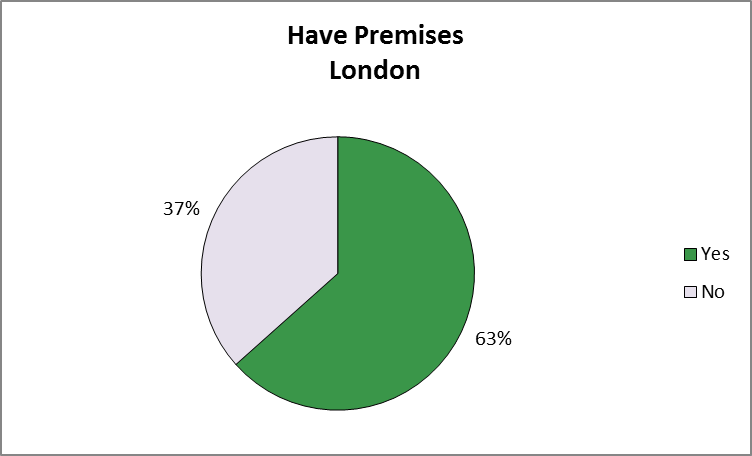 Have Premises
London
37%
Yes
No
63%